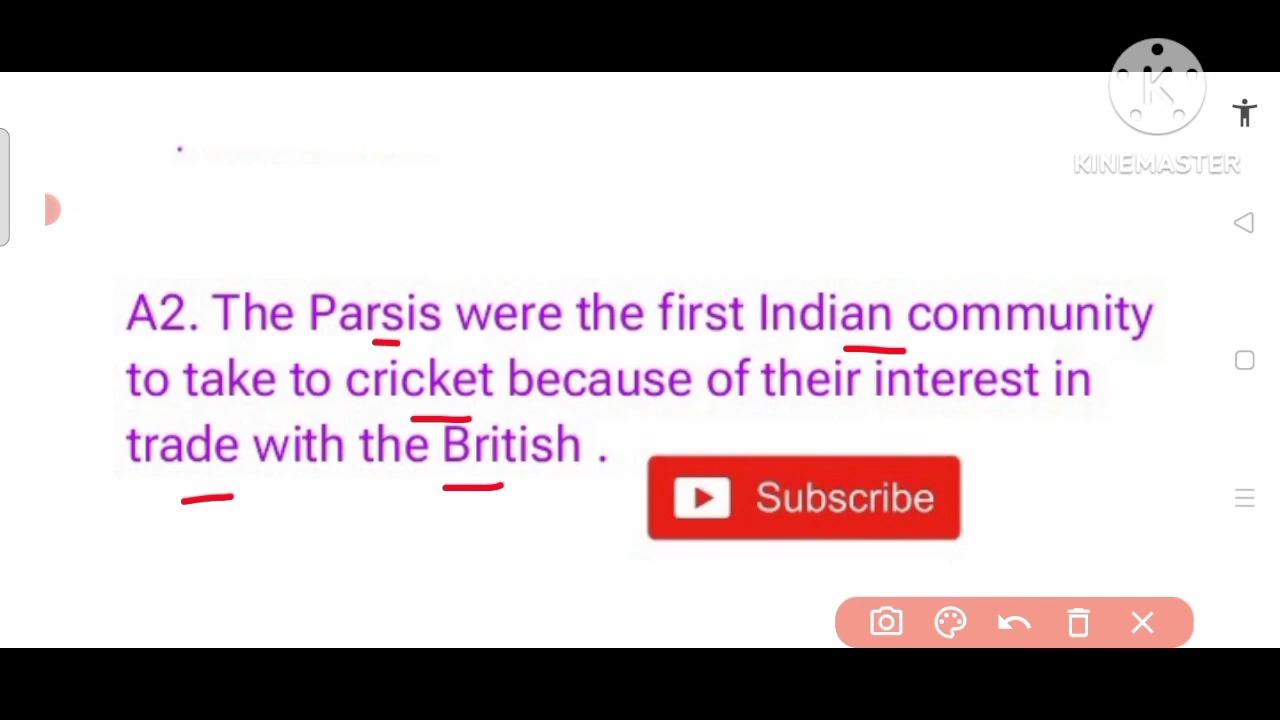 KINEMASTER
A2. The Parsis were the first Indian community
to take to cricket because of their interest in
trade with the British .
Subscribe